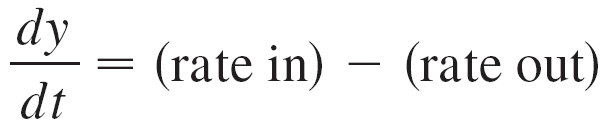 dy/dt = (rate in) − (rate out)